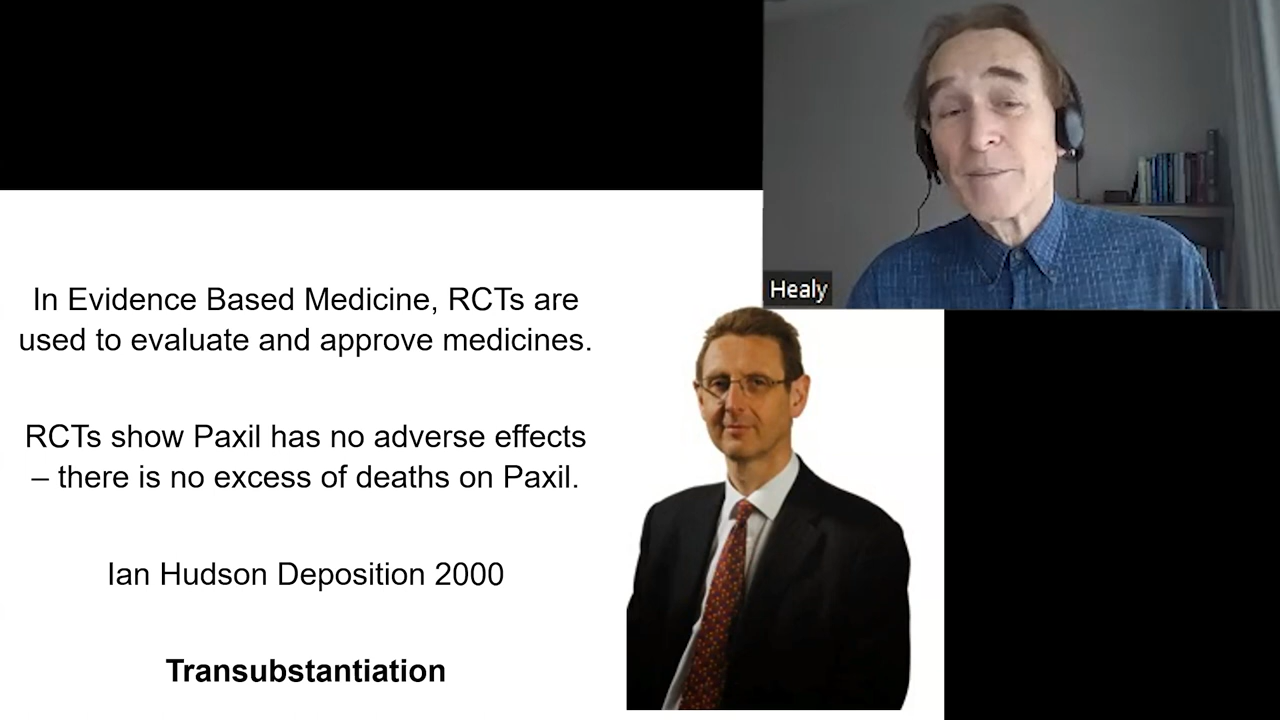 Healy
In Evidence Based Medicine, RCTs are
used to evaluate and approve medicines.
RCTs show Paxil has no adverse effects
– there is no excess of deaths on Paxil.
Ian Hudson Deposition 2000
Transubstantiation